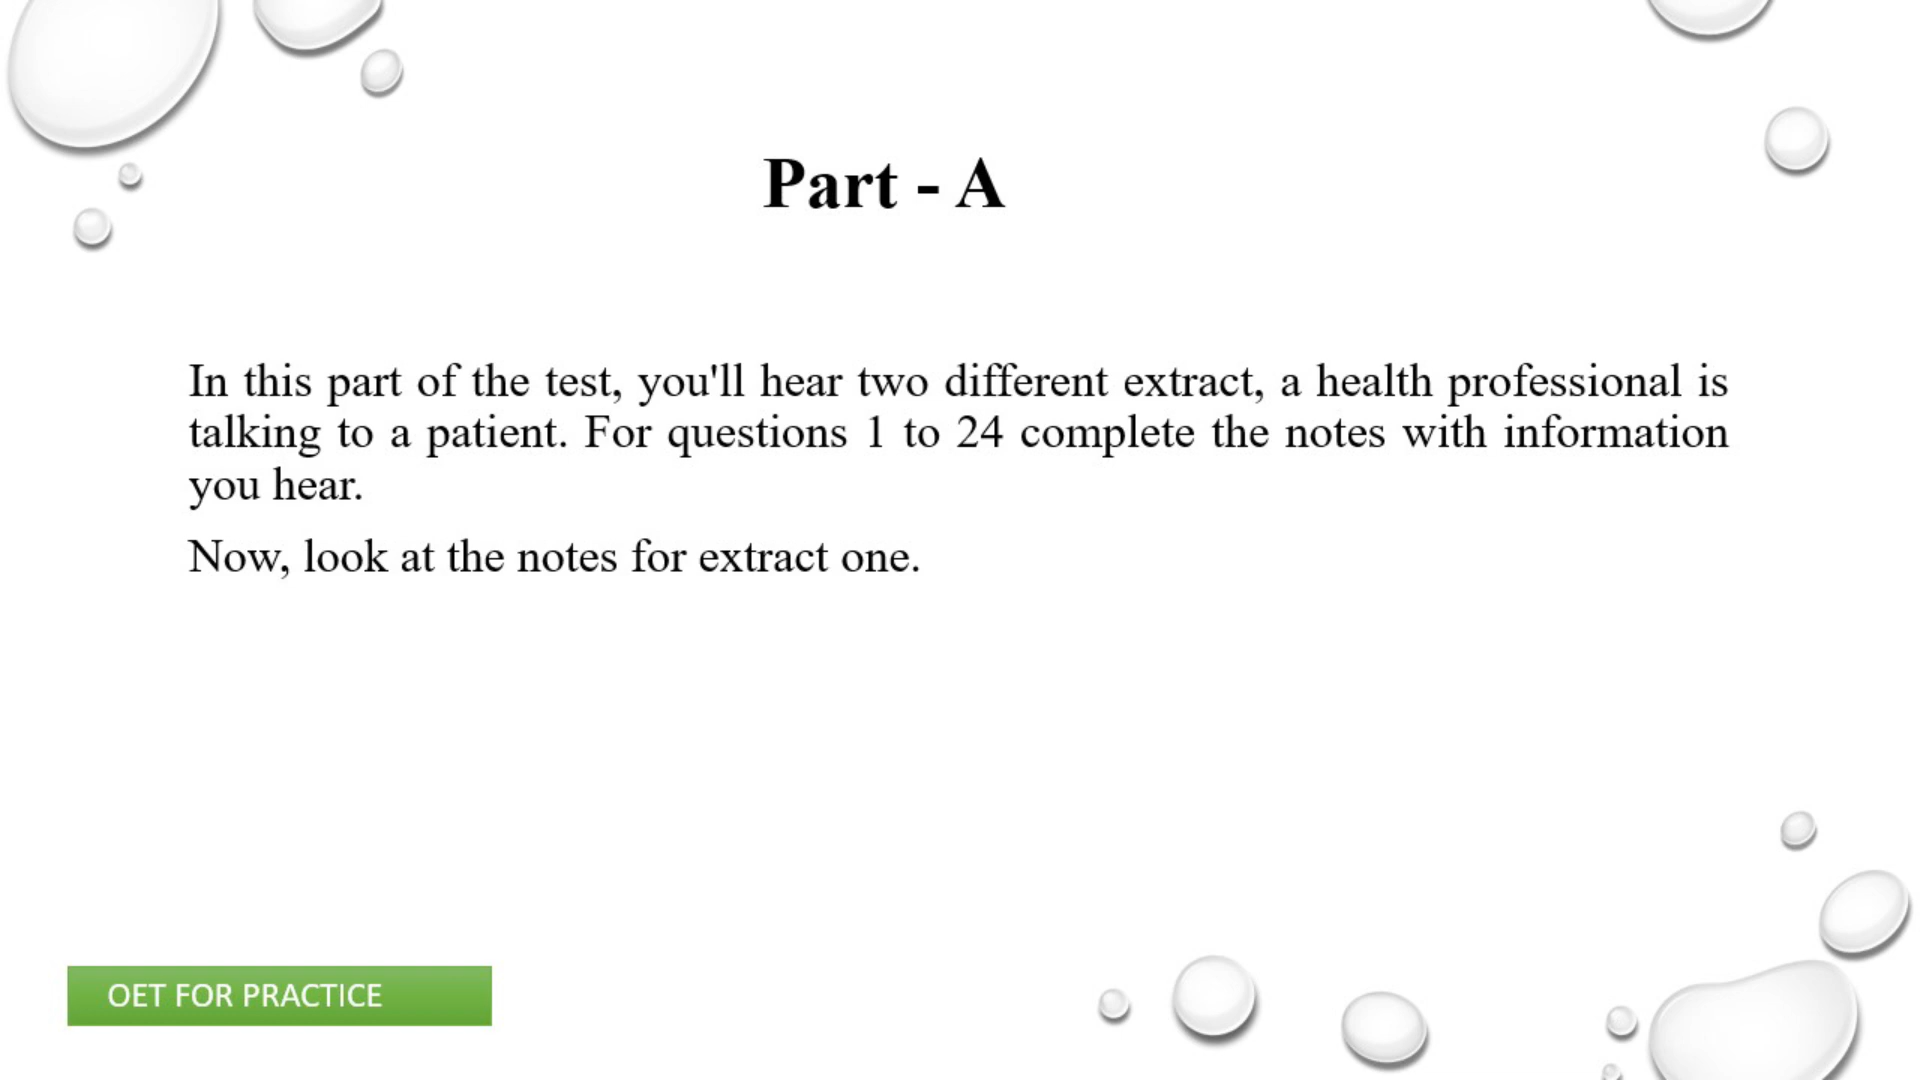 Part - A
In this part of the test, you'll hear two different extract, a health professional is
talking to a patient. For questions 1 to 24 complete the notes with information
you hear.
Now, look at the notes for extract one.
OET FOR PRACTICE